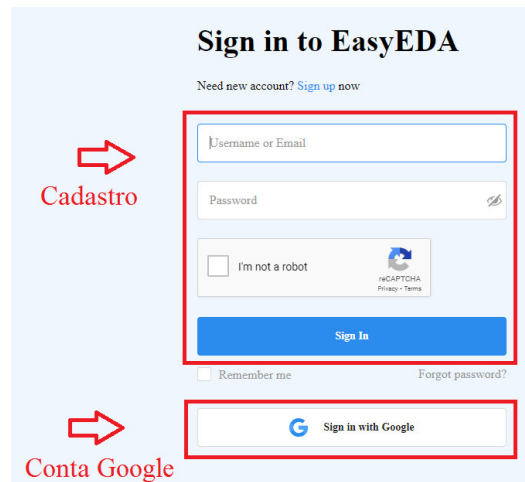 Sign in to EasyEDA
Need new account? Sign up now
Username or Email
Cadastro
Password
I'm not a robot
reCAPTCHA
Privacy - Terms
Sign In
Remember me
Forgot password?
Sign in with Google
Conta Google